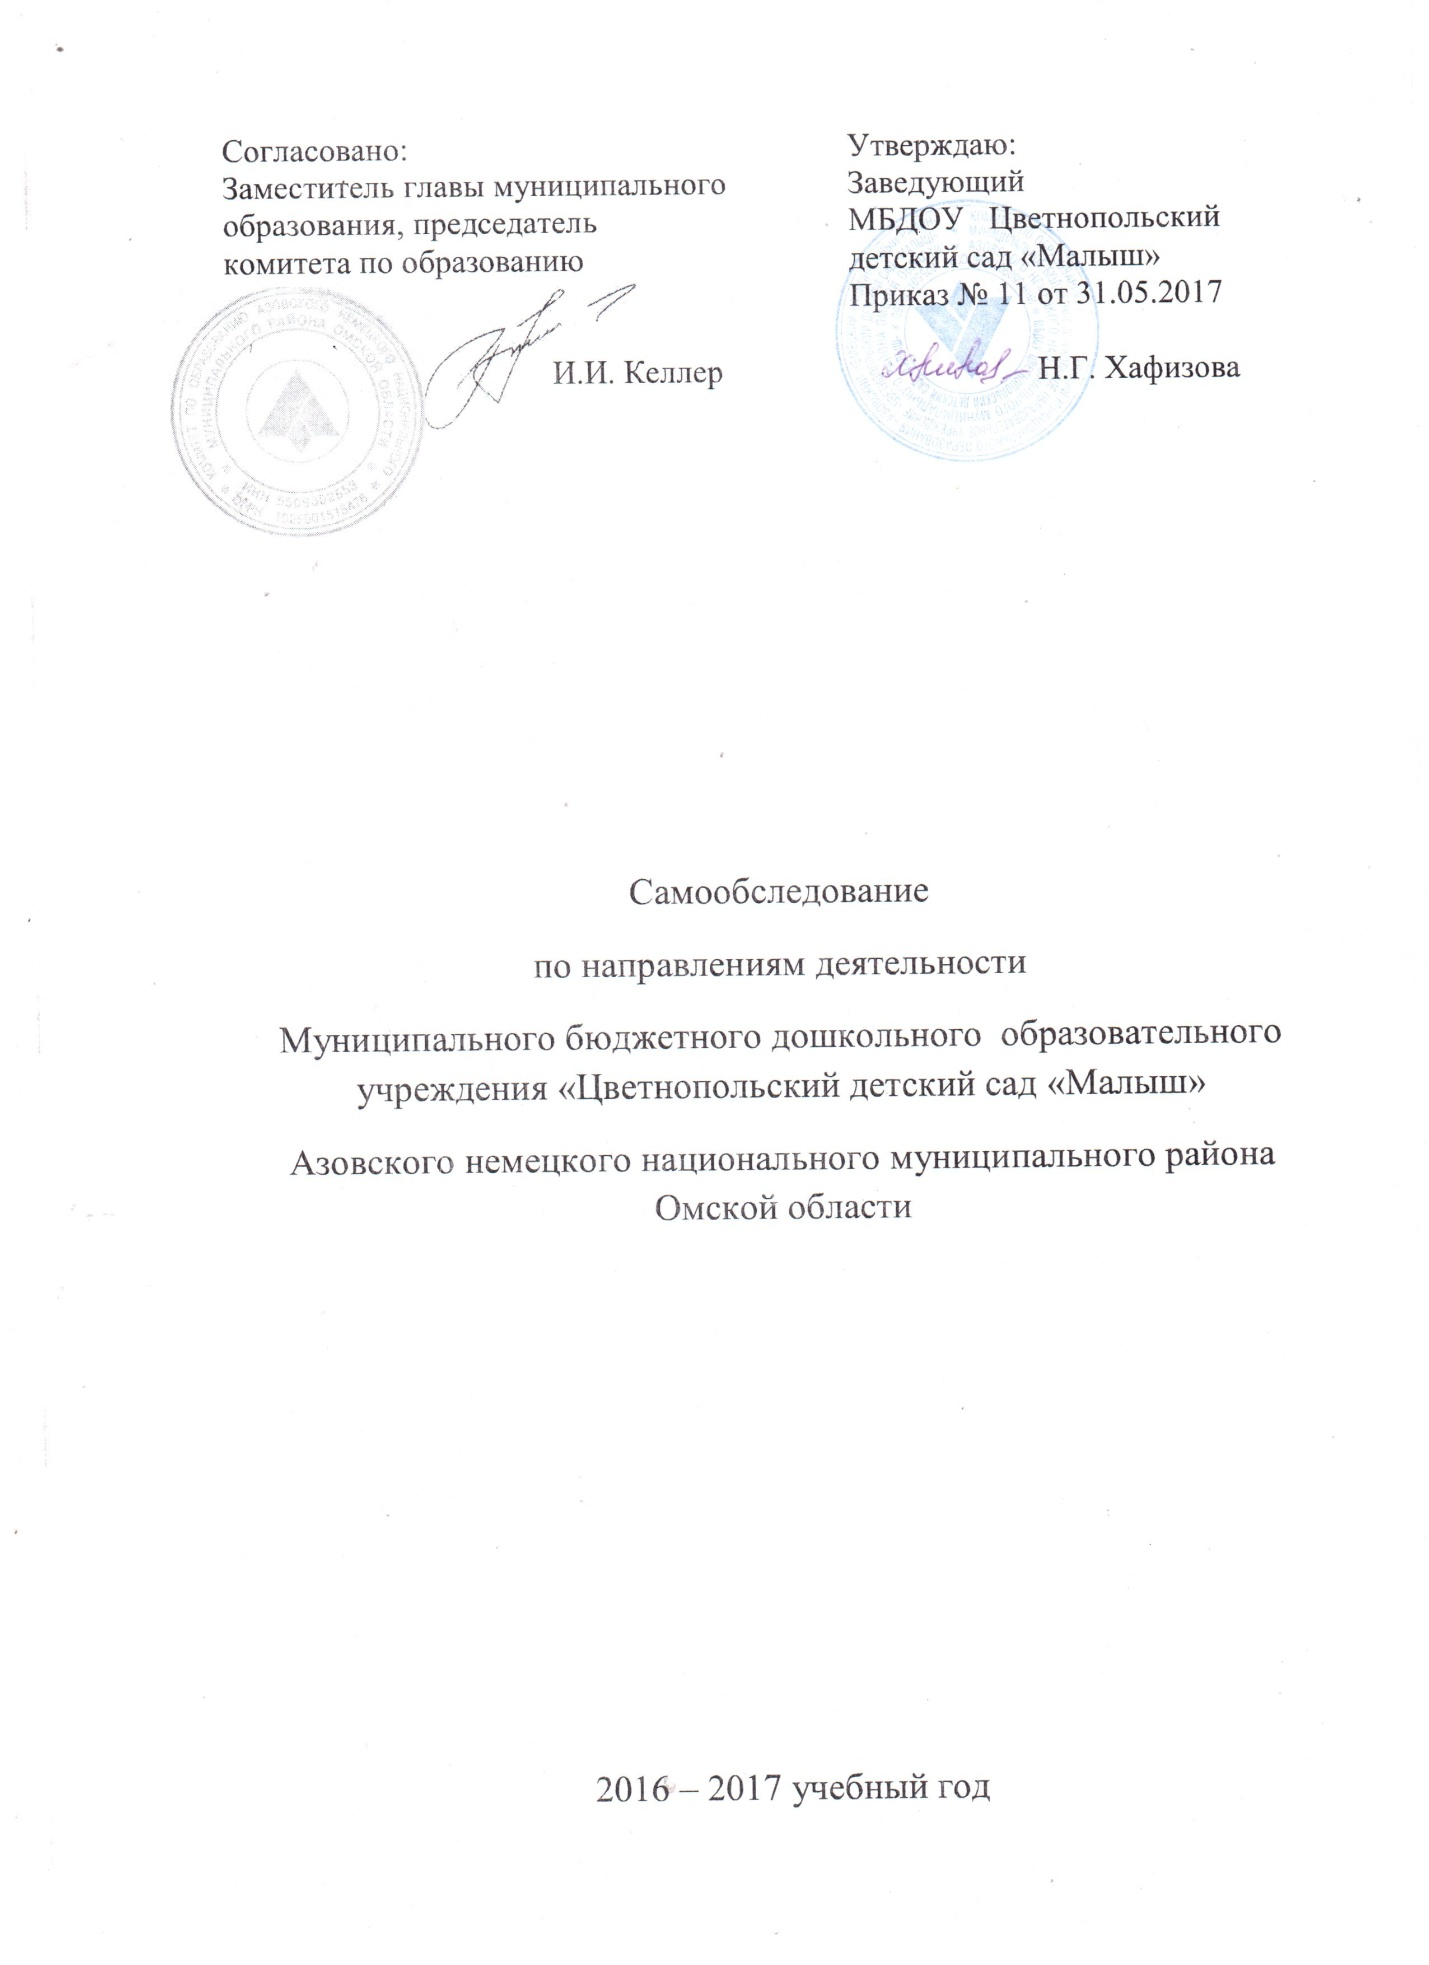 Согласовано:
Заместитель главы муниципального
образования, председатель
комитета по образованию
И.И. Келлер
Утверждаю:
Заведующий
МБДОУ Цветнопольский
детский сад «Малыш»
Приказ № 11 от 31.05.2017
Н.Г. Хафизова
Самообследование
по направлениям деятельности
Муниципального бюджетного дошкольного образовательного
учреждения «Цветнопольский детский сад «Малыш»
Азовского немецкого национального муниципального района
Омской области
2016 – 2017 учебный год